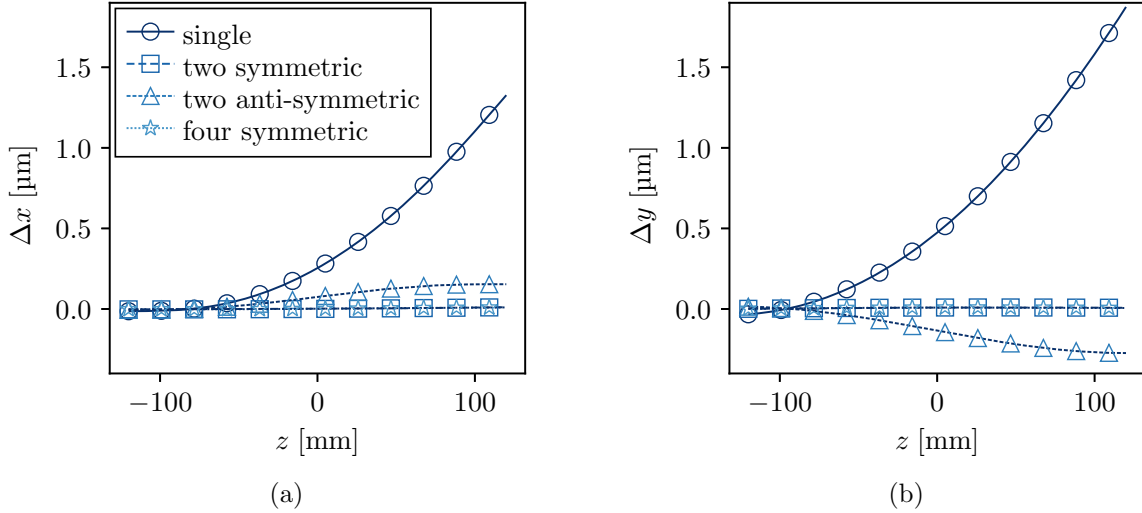 single
two symmetric
two anti-symmetric
four symmetric
1.5
1.0
0.5
0.0
Δx [µm]
−100 0 100
z [mm]
(a)
1.5
1.0
0.5
0.0
Δy [µm]
−100 0 100
z [mm]
(b)